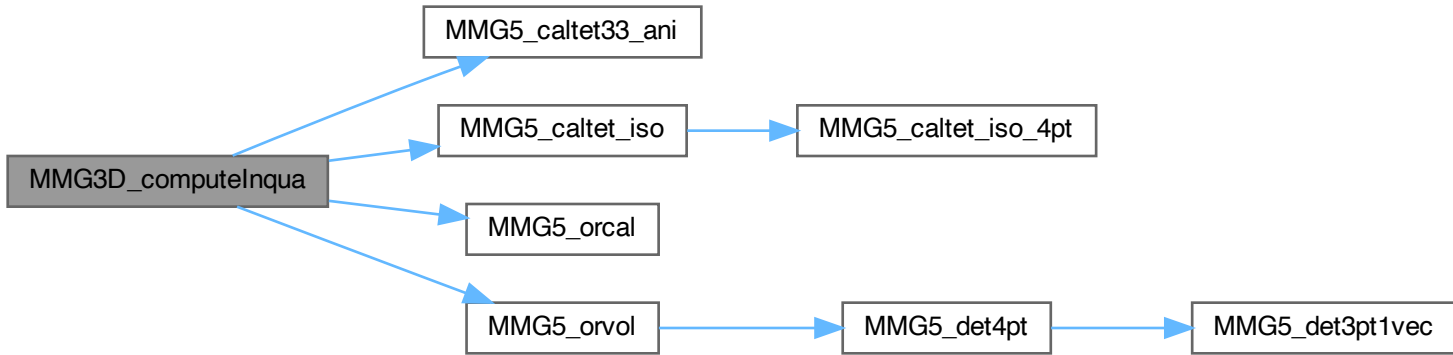 MMG5_caltet33_ani
MMG5_caltet_iso
MMG5_caltet_iso_4pt
MMG3D_computeInqua
MMG5_orcal
MMG5_orvol
MMG5_det4pt
MMG5_det3pt1vec